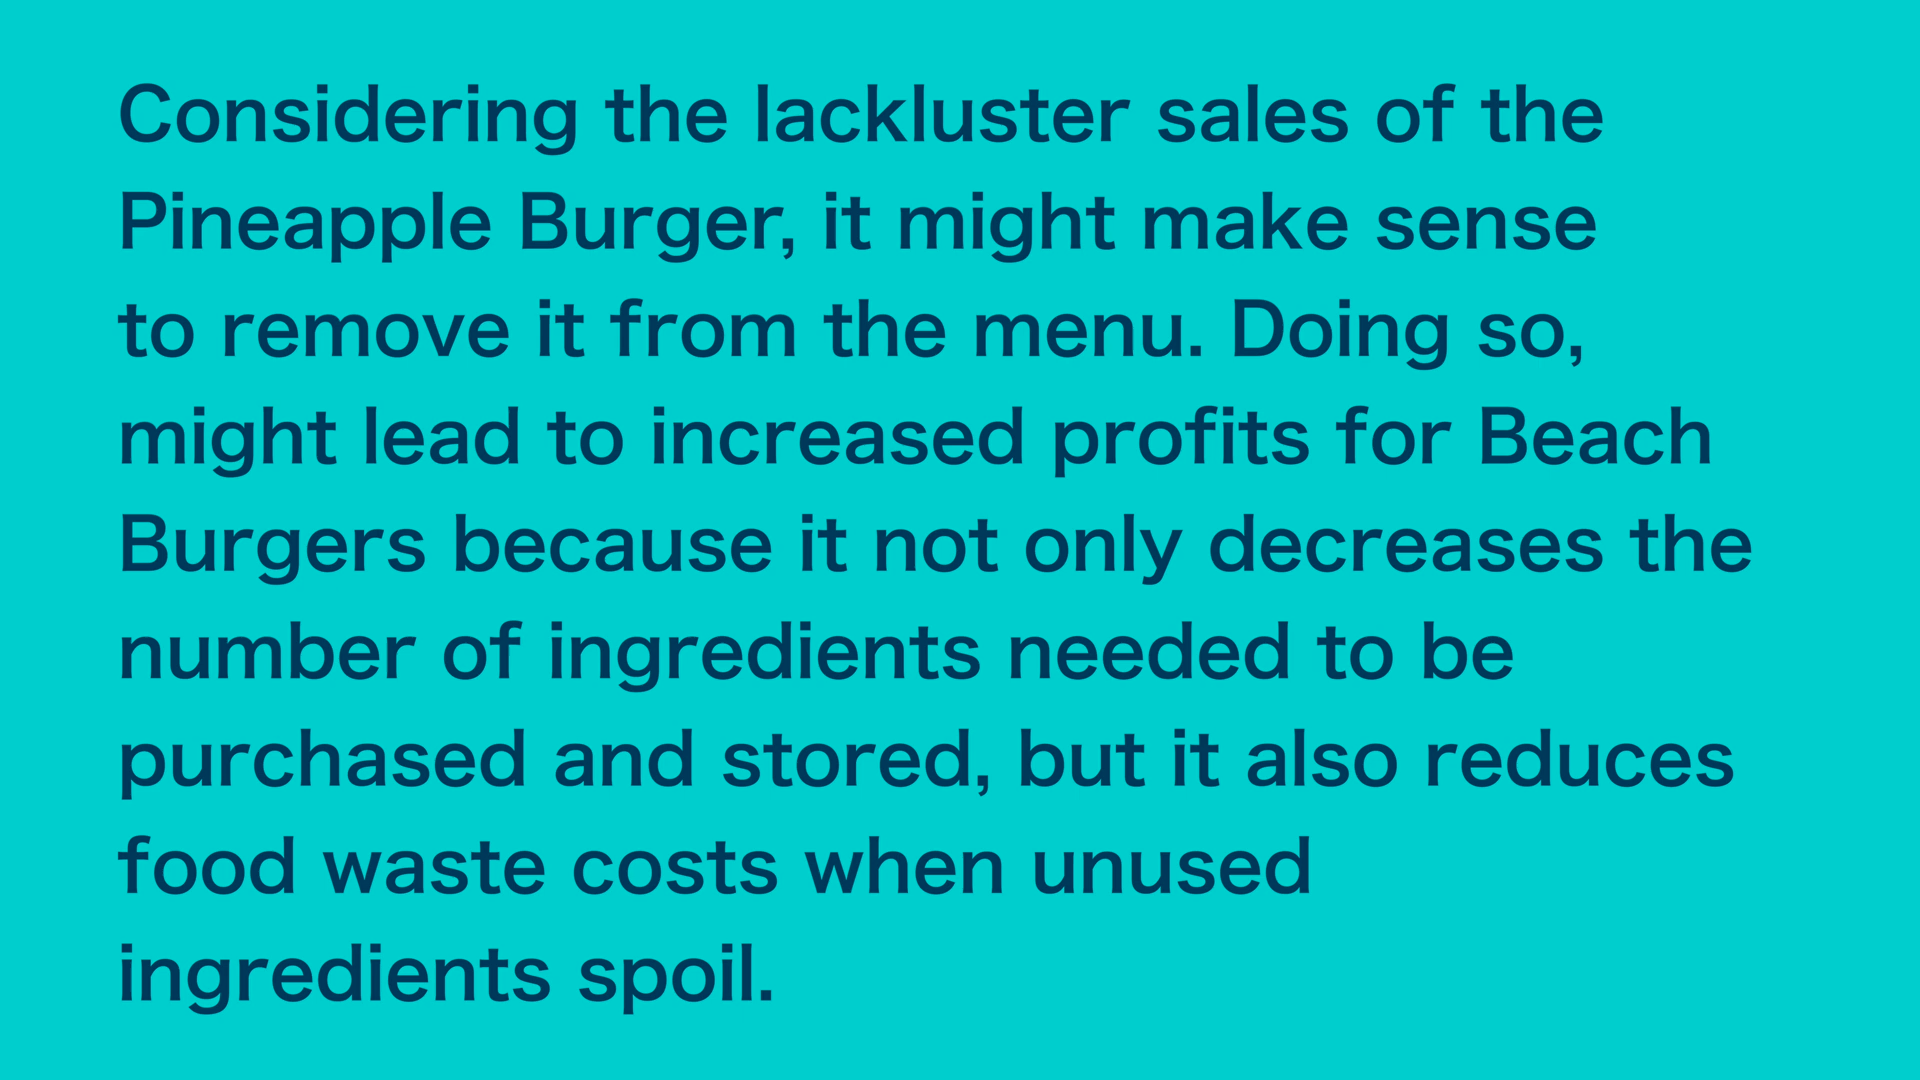 Considering the lackluster sales of the
Pineapple Burger, it might make sense
to remove it from the menu. Doing so,
might lead to increased profits for Beach
Burgers because it not only decreases the
number of ingredients needed to be
purchased and stored, but it also reduces
food waste costs when unused
ingredients spoil.